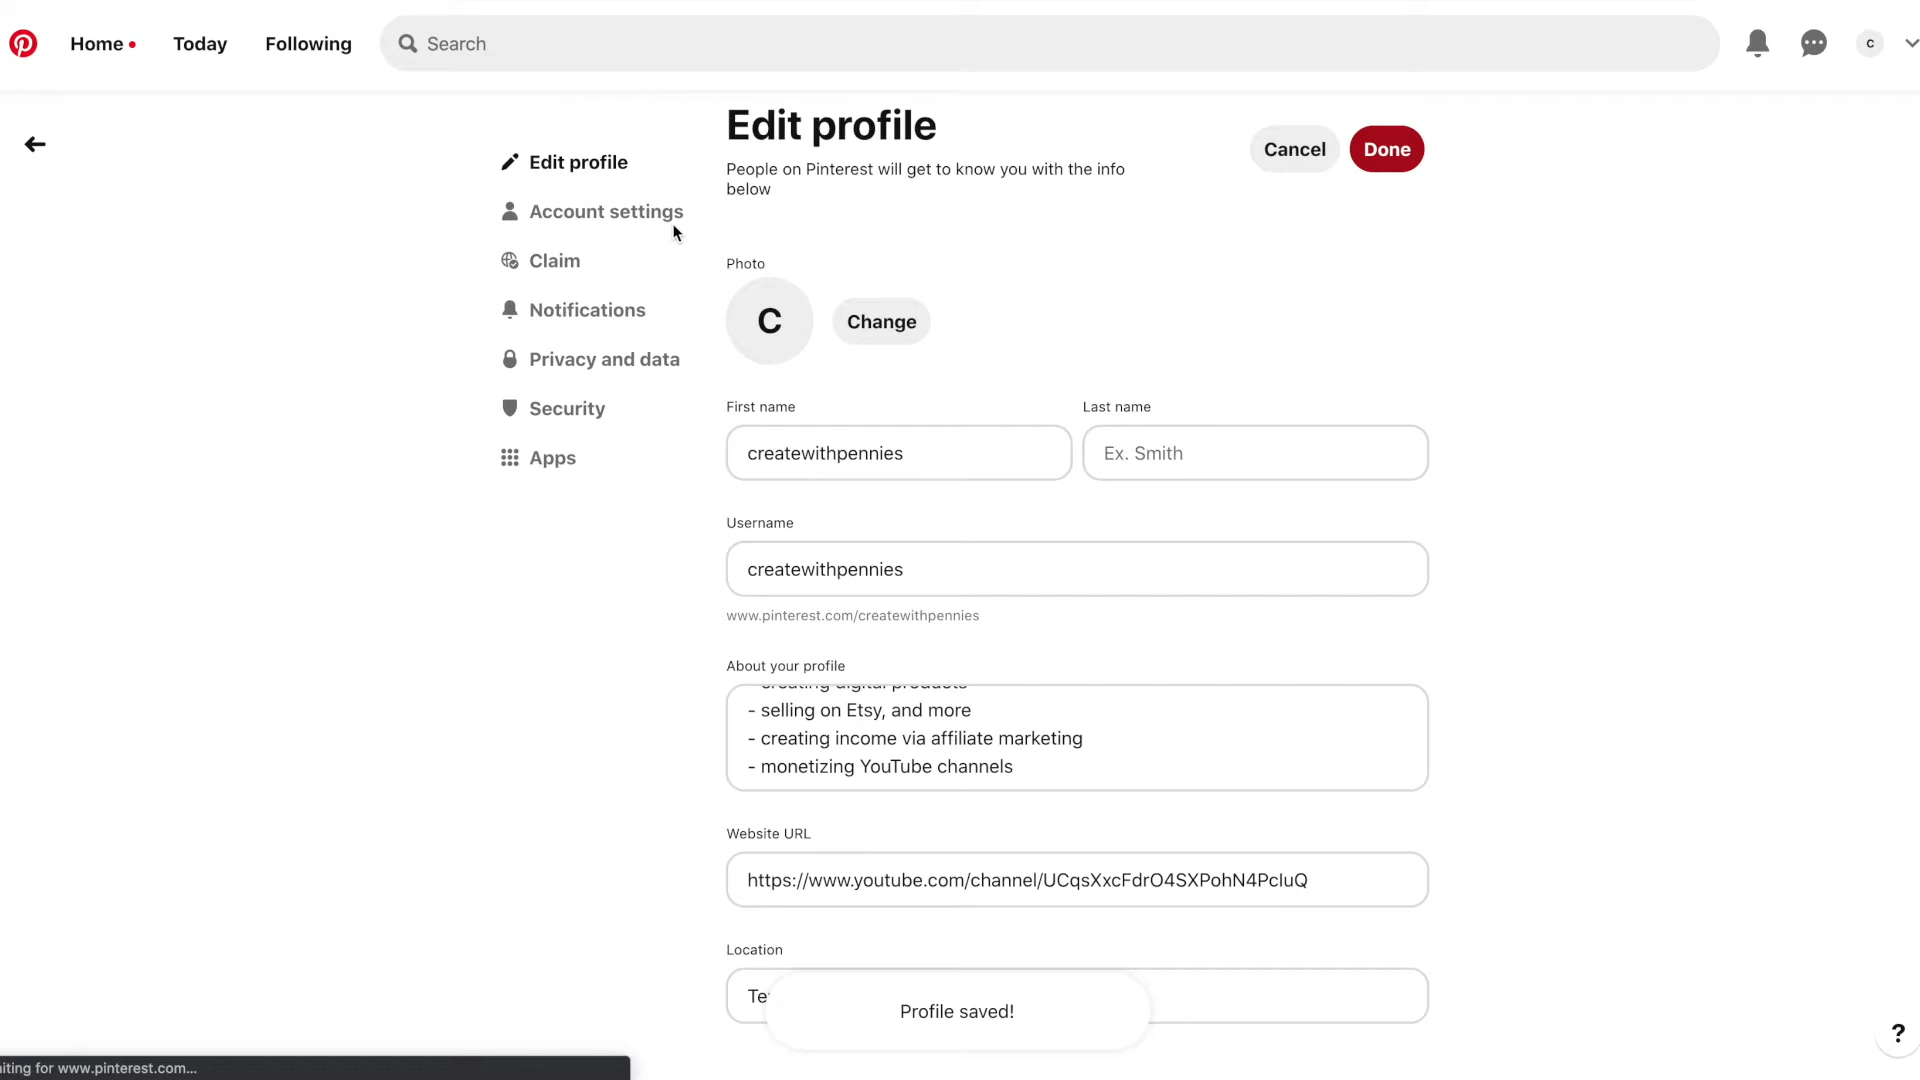 Home
Today
Following
Search
C
Edit profile
Account settings
Claim
Notifications
Privacy and data
Security
Apps
Edit profile
People on Pinterest will get to know you with the info
below
Cancel
Done
Photo
C
Change
First name
createwithpennies
Last name
Ex. Smith
Username
createwithpennies
www.pinterest.com/createwithpennies
About your profile
- creating digital products
- selling on Etsy, and more
- creating income via affiliate marketing
- monetizing YouTube channels
Website URL
https://www.youtube.com/channel/UCqsXxcFdrO4SXPohN4PcluQ
Location
Profile saved!
?
for www.pinterest.com...